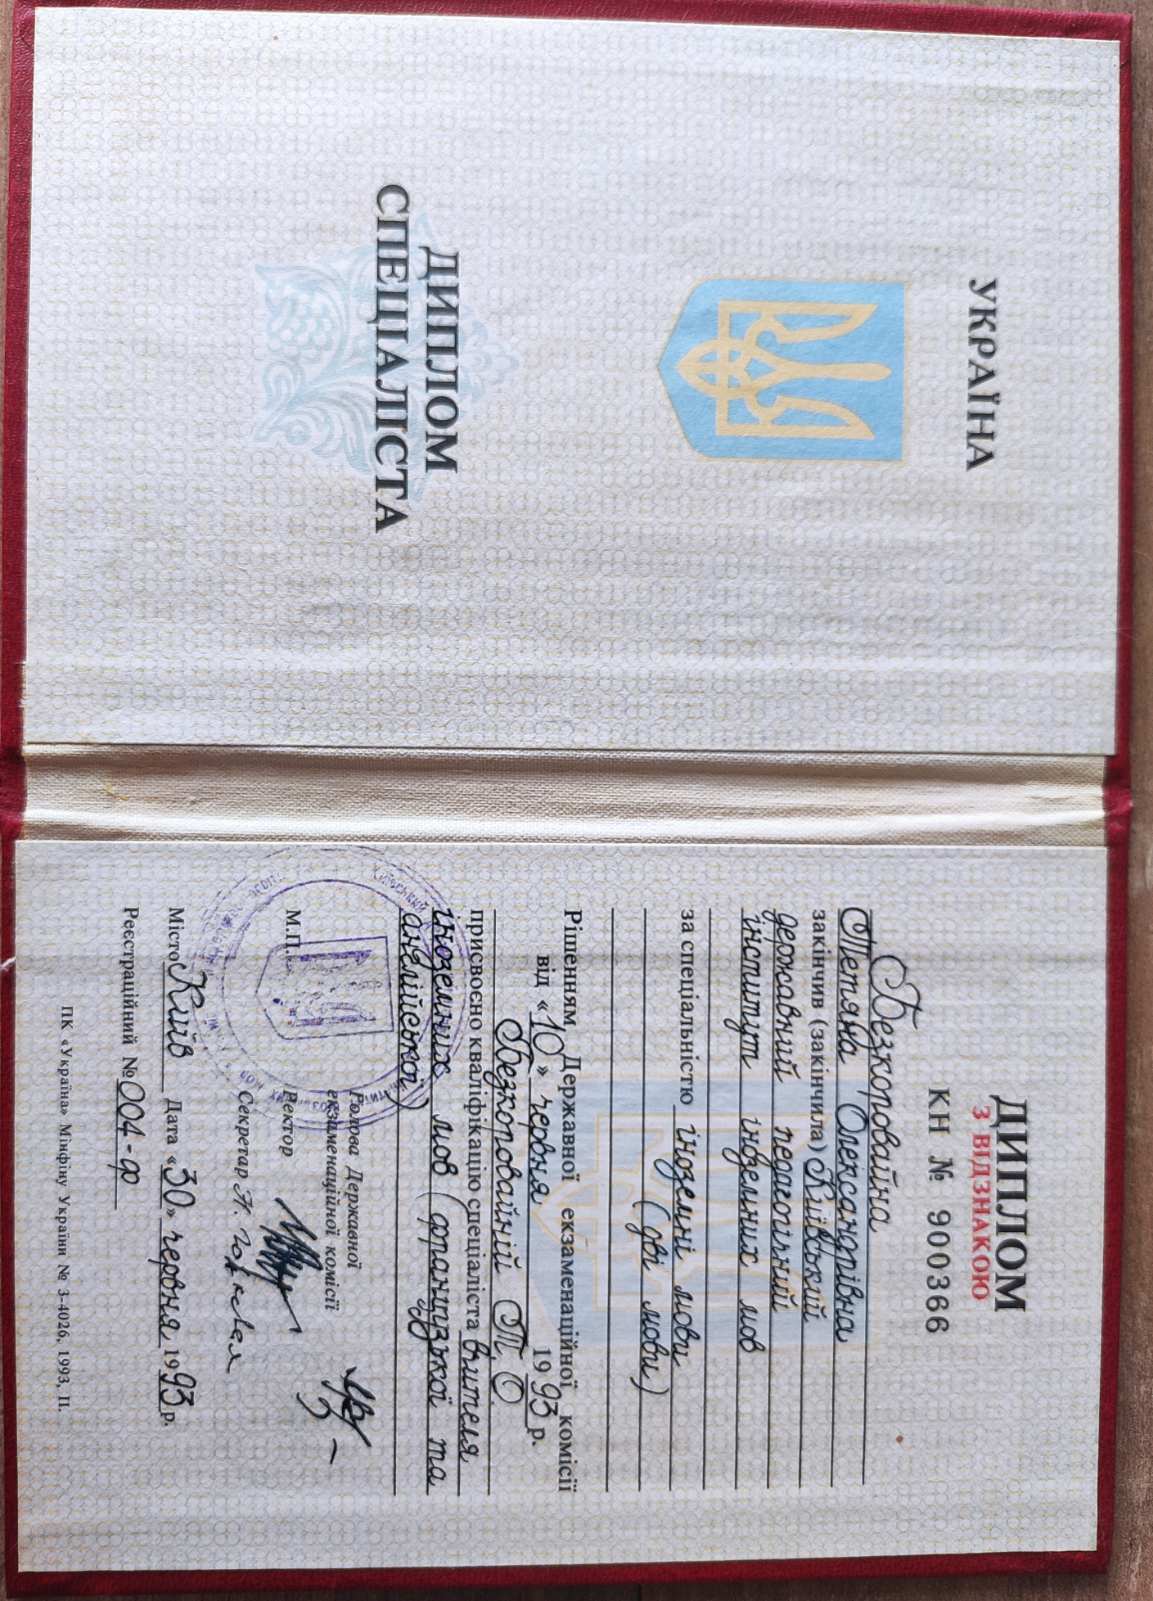 УКРАЇНА
ДИПЛОМ
СПЕЦІАЛІСТА
ДИПЛОМ
З ВІДЗНАКОЮ
КН № 900366
Безкоровайна
Тетяна Олександрівна
закінчив (закінчила) Київський
державний педагогічний
інститут іноземних мов
за спеціальністю іноземні мови
(дві мови)
Рішенням Державної екзаменаційної комісії
від «10» червня 1993 р.
Безкоровайній Т. О.
присвоєно кваліфікацію спеціаліста вчителя
іноземних мов (французької та
англійської)
Голова Державної
екзаменаційної комісії
М.П.
Ректор
Секретар
Місто Київ Дата «30» червня 1993 р.
Реєстраційний № 004-ф
ПК «Україна» Мінфіну України № 3-4026, 1993, II.